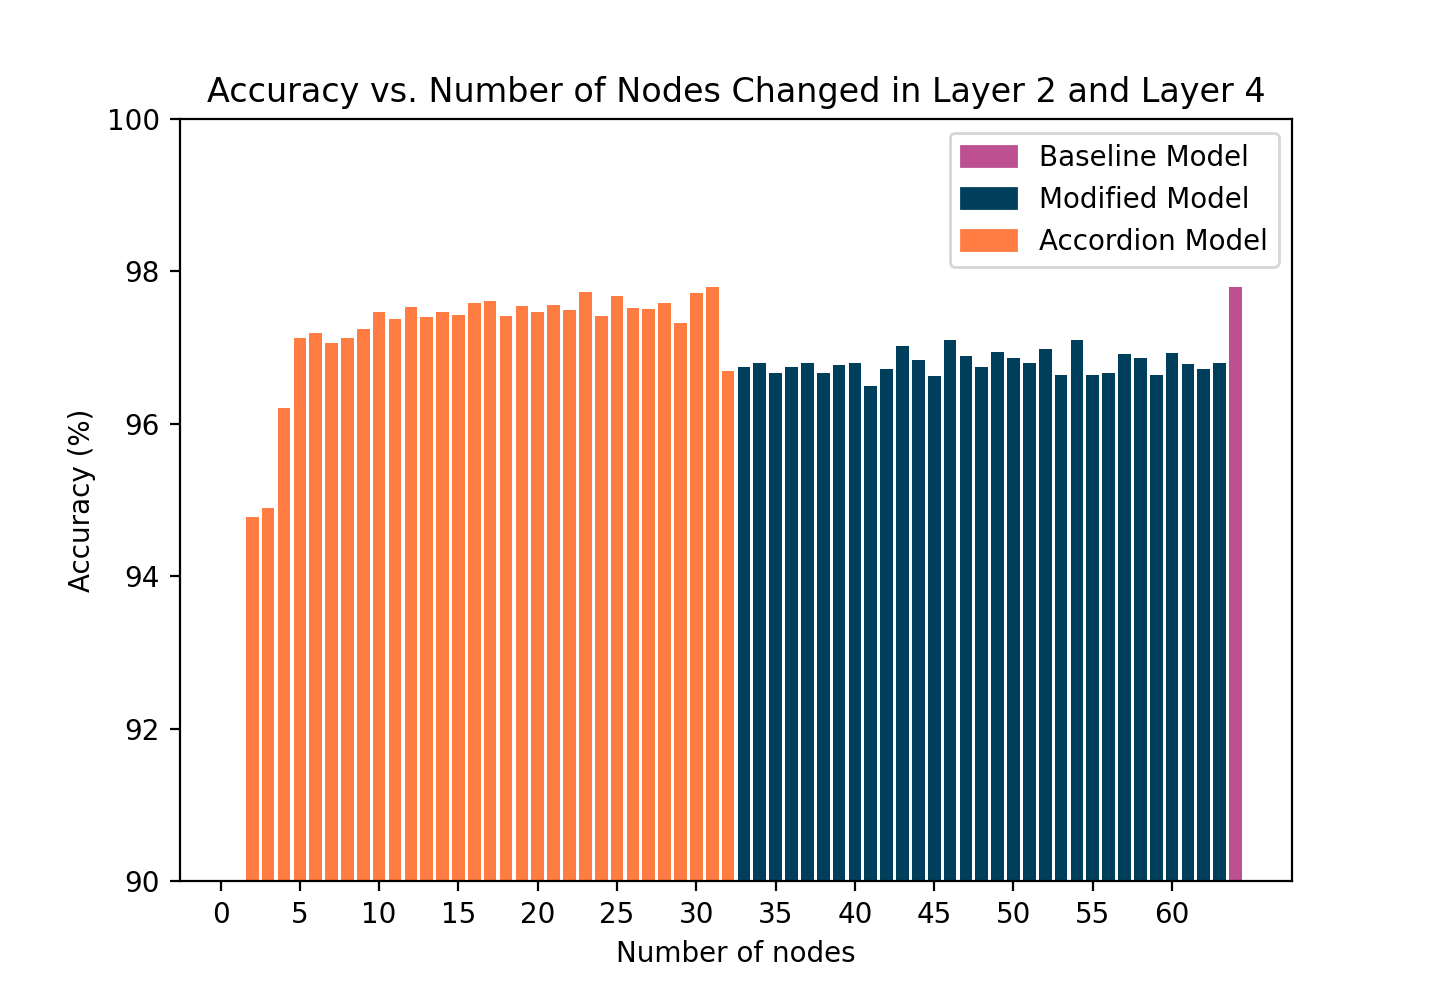 Accuracy vs. Number of Nodes Changed in Layer 2 and Layer 4
100
98
96
94
92
90
Accuracy (%)
Baseline Model
Modified Model
Accordion Model
0 5 10 15 20 25 30 35 40 45 50 55 60
Number of nodes